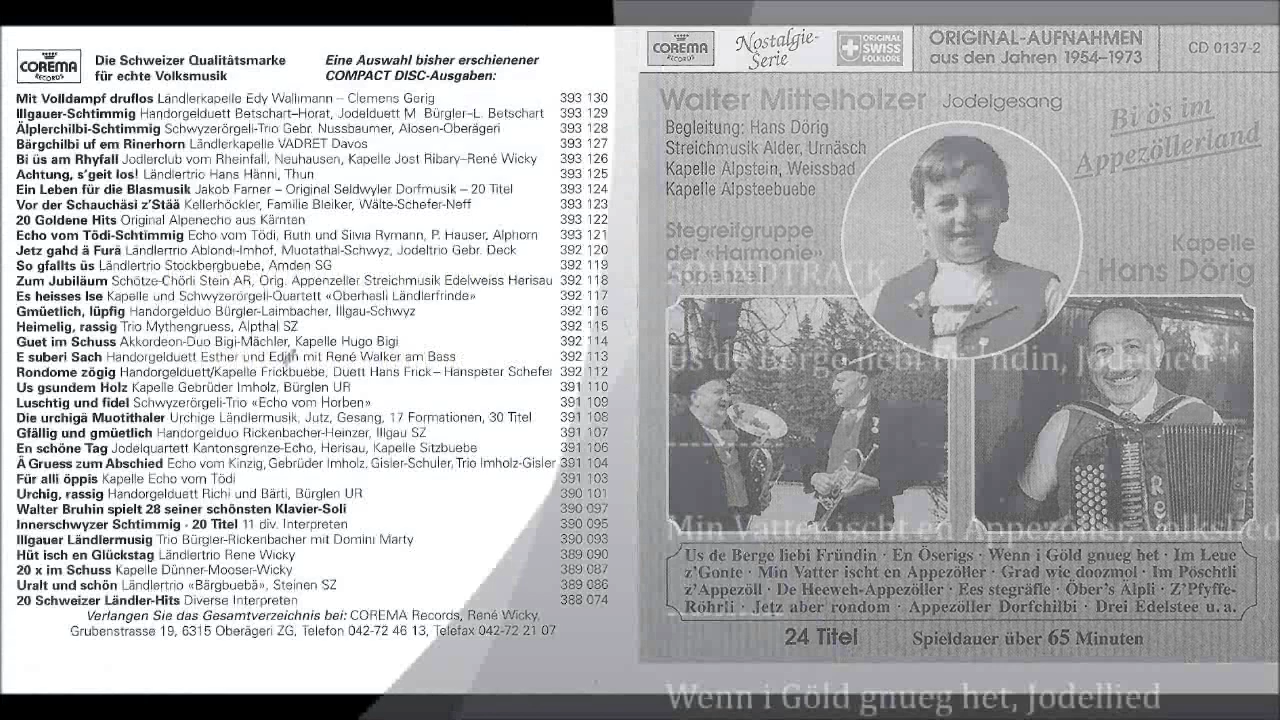 COREMA
RECORDS
Die Schweizer Qualitätsmarke
für echte Volksmusik
Eine Auswahl bisher erschienener
COMPACT DISC-Ausgaben:
Mit Volldampf druflos Ländlerkapelle Edy Wallimann – Clemens Gerig 393 130
Illgauer-Schtimmig Handorgelduett Betschart–Horat, Jodelduett M. Bürgler–L. Betschart 393 129
Älplerchilbi-Schtimmig Schwyzerörgeli-Trio Gebr. Nussbaumer, Alosen-Oberägeri 393 128
Bärgchilbi uf em Rinerhorn Ländlerkapelle VADRET Davos 393 127
Bi üs am Rhyfall Jodlerclub vom Rheinfall, Neuhausen, Kapelle Jost Ribary–René Wicky 393 126
Achtung, s'geit los! Ländlertrio Hans Hänni, Thun 393 125
Ein Leben für die Blasmusik Jakob Farner – Original Seldwyler Dorfmusik – 20 Titel 393 124
Vor der Schauchäsi z'Stää Kellerhöckler, Familie Bleiker, Wälte-Schefer-Neff 393 123
20 Goldene Hits Original Alpenecho aus Kärnten 393 122
Echo vom Tödi-Schtimmig Echo vom Tödi, Ruth und Silvia Rymann, P. Hauser, Alphorn 393 121
Jetz gahd ä Furä Ländlertrio Ablondi-Imhof, Muotathal-Schwyz, Jodeltrio Gebr. Deck 392 120
So gfallts üs Ländlertrio Stockbergbuebe, Amden SG 392 119
Zum Jubiläum Schötze-Chörli Stein AR, Orig. Appenzeller Streichmusik Edelweiss Herisau 392 118
Es heisses Ise Kapelle und Schwyzerörgeli-Quartett «Oberhasli Ländlerfründe» 392 117
Gmüetlich, lüpfig Handorgelduo Bürgler-Laimbacher, Illgau-Schwyz 392 116
Heimelig, rassig Trio Mythengruess, Alpthal SZ 392 115
Guet im Schuss Akkordeon-Duo Bigi-Mächler, Kapelle Hugo Bigi 392 114
E suberi Sach Handorgelduett Esther und Edith mit René Walker am Bass 392 113
Rondome zögig Handorgelduett/Kapelle Frickbuebe, Duett Hans Frick – Hanspeter Schefer 392 112
Us gsundem Holz Kapelle Gebrüder Imholz, Bürglen UR 391 110
Luschtig und fidel Schwyzerörgeli-Trio «Echo vom Horben» 391 109
Die urchigä Muotithaler Urchige Ländlermusik, Jutz, Gesang, 17 Formationen, 30 Titel 391 108
Gfällig und gmüetlich Handorgelduo Rickenbacher-Heinzer, Illgau SZ 391 107
En schöne Tag Jodelquartett Kantonsgrenze-Echo, Herisau, Kapelle Sitzbuebe 391 106
Ä Gruess zum Abschied Echo vom Kinzig, Gebrüder Imholz, Gisler-Schuler, Trio Imholz-Gisler 391 104
Für alli öppis Kapelle Echo vom Tödi 391 103
Urchig, rassig Handorgelduett Richi und Bärti, Bürglen UR 390 101
Walter Bruhin spielt 28 seiner schönsten Klavier-Soli 390 097
Innerschwyzer Schtimmig - 20 Titel 11 div. Interpreten 390 095
Illgauer Ländlermusig Trio Bürgler-Rickenbacher mit Domini Marty 390 093
Hüt isch en Glückstag Ländlertrio Rene Wicky 389 090
20 x im Schuss Kapelle Dünner-Mooser-Wicky 389 087
Uralt und schön Ländlertrio «Bärgbuebä», Steinen SZ 389 086
20 Schweizer Ländler-Hits Diverse Interpreten 388 074
Verlangen Sie das Gesamtverzeichnis bei: COREMA Records, René Wicky,
Grubenstrasse 19, 6315 Oberägeri ZG, Telefon 042-72 46 13, Telefax 042-72 21 07
COREMA
RECORDS
Nostalgie-
Serie
ORIGINAL
SWISS
FOLKLORE
ORIGINAL-AUFNAHMEN
aus den Jahren 1954–1973
CD 0137-2
Walter Mittelholzer Jodelgesang
Begleitung: Hans Dörig
Streichmusik Alder, Urnäsch
Kapelle Alpstein, Weissbad
Kapelle Alpsteebuebe
Bi ös im
Appezöllerland
Stegreifgruppe
der «Harmonie»
Appenzell
Kapelle
Hans Dörig
Us de Berge liebi Fründin, Jodellied
Min Vatter ischt en Appezöller, Volkslied
Us de Berge liebi Fründin · En Öserigs · Wenn i Göld gnueg het · Im Leue
z'Gonte · Min Vatter ischt en Appezöller · Grad wie doozmol · Im Pöschtli
z'Appezöll · De Heeweh-Appezöller · Ees stegräfle · Öber's Älpli · Z'Pfyffe-
Röhrli · Jetz aber rondom · Appezöller Dorfchilbi · Drei Edelstee u. a.
24 Titel Spieldauer über 65 Minuten
Wenn i Göld gnueg het, Jodellied